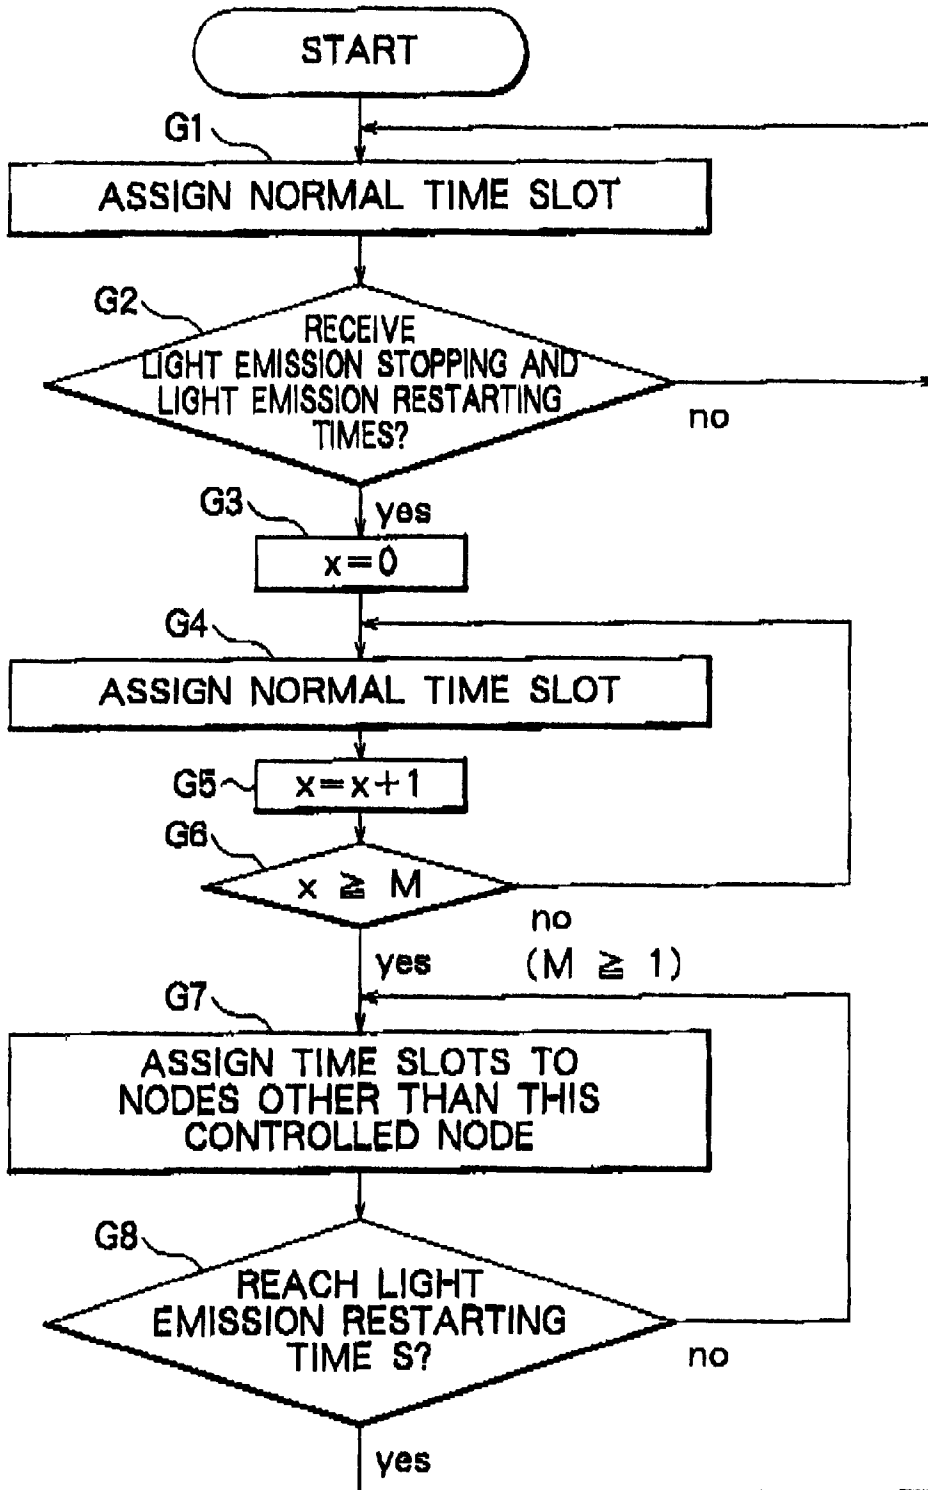 START
G1
ASSIGN NORMAL TIME SLOT
G2
RECEIVE
LIGHT EMISSION STOPPING AND
LIGHT EMISSION RESTARTING
TIMES?
no
yes
G3
x=0
G4
ASSIGN NORMAL TIME SLOT
G5
x=x+1
G6
x ≧ M
no
(M ≧ 1)
yes
G7
ASSIGN TIME SLOTS TO
NODES OTHER THAN THIS
CONTROLLED NODE
G8
REACH LIGHT
EMISSION RESTARTING
TIME S?
no
yes